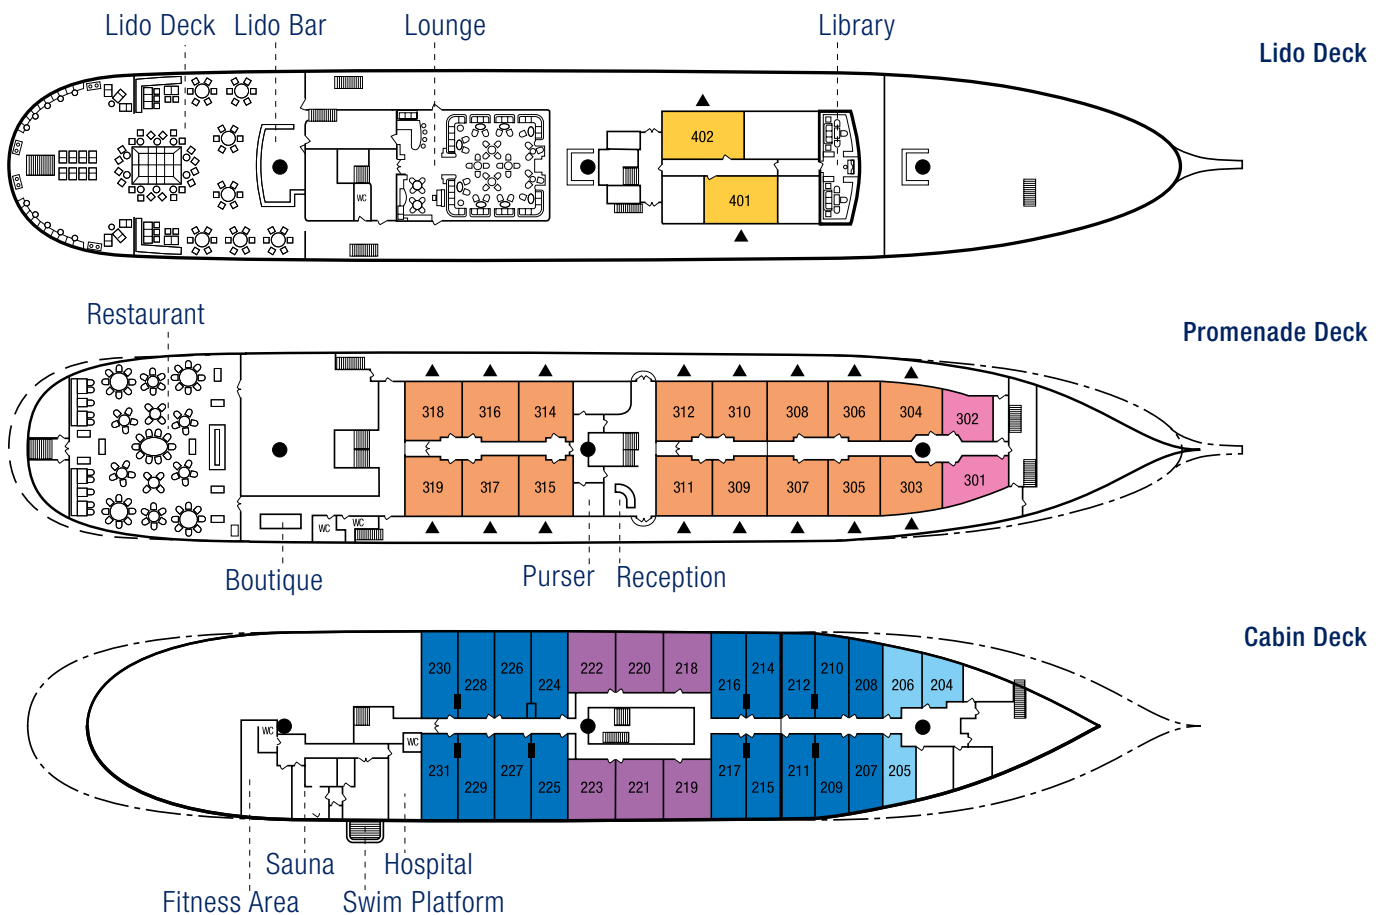 Lido Deck Lido Bar Lounge Library
Lido Deck
402
WC
401
Restaurant
Promenade Deck
318 316 314 312 310 308 306 304 302
319 317 315 311 309 307 305 303 301
WC WC
Boutique Purser Reception
Cabin Deck
230 228 226 224 222 220 218 216 214 212 210 208 206 204
WC WC
231 229 227 225 223 221 219 217 215 211 209 207 205
Sauna Hospital
Fitness Area Swim Platform